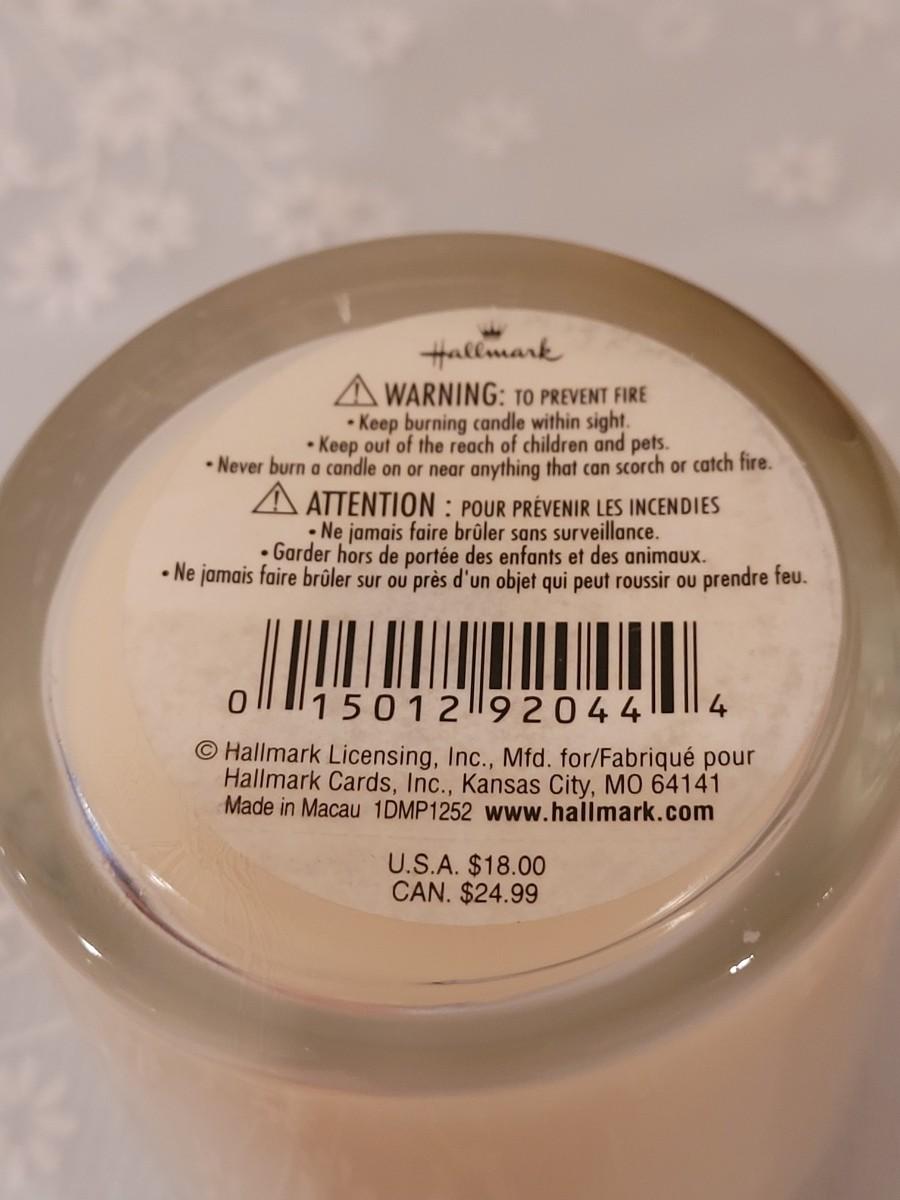 Hallmark
WARNING: TO PREVENT FIRE
• Keep burning candle within sight.
• Keep out of the reach of children and pets.
• Never burn a candle on or near anything that can scorch or catch fire.
ATTENTION : POUR PRÉVENIR LES INCENDIES
• Ne jamais faire brûler sans surveillance.
• Garder hors de portée des enfants et des animaux.
• Ne jamais faire brûler sur ou près d'un objet qui peut roussir ou prendre feu.
0 15012 92044 4
© Hallmark Licensing, Inc., Mfd. for/Fabriqué pour
Hallmark Cards, Inc., Kansas City, MO 64141
Made in Macau 1DMP1252 www.hallmark.com
U.S.A. $18.00
CAN. $24.99